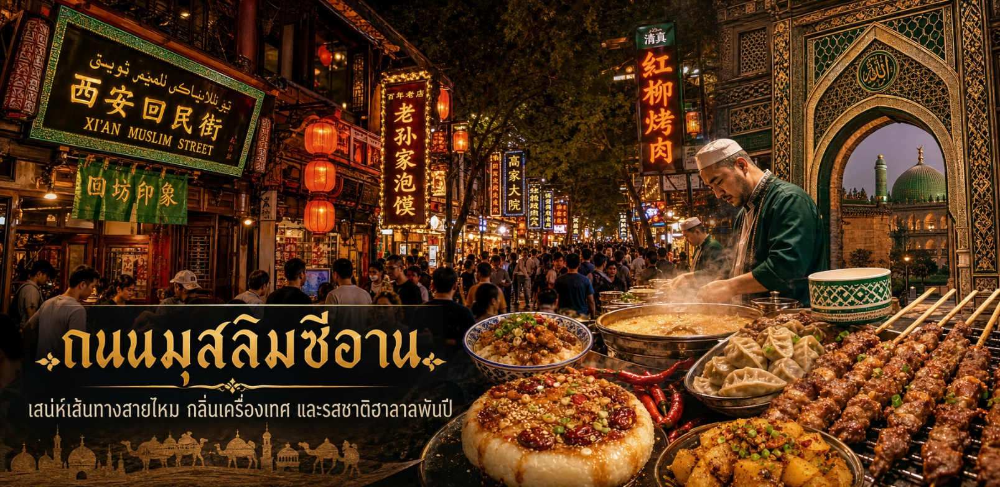 西安回民街
XI'AN MUSLIM STREET
回坊印象
百年老店
老孙家泡馍
高家大院
清真
红柳烤肉
الله
ถนนมุสลิมซีอาน
เสน่ห์เส้นทางสายไหม กลิ่นเครื่องเทศ และรสชาติฮาลาลพันปี